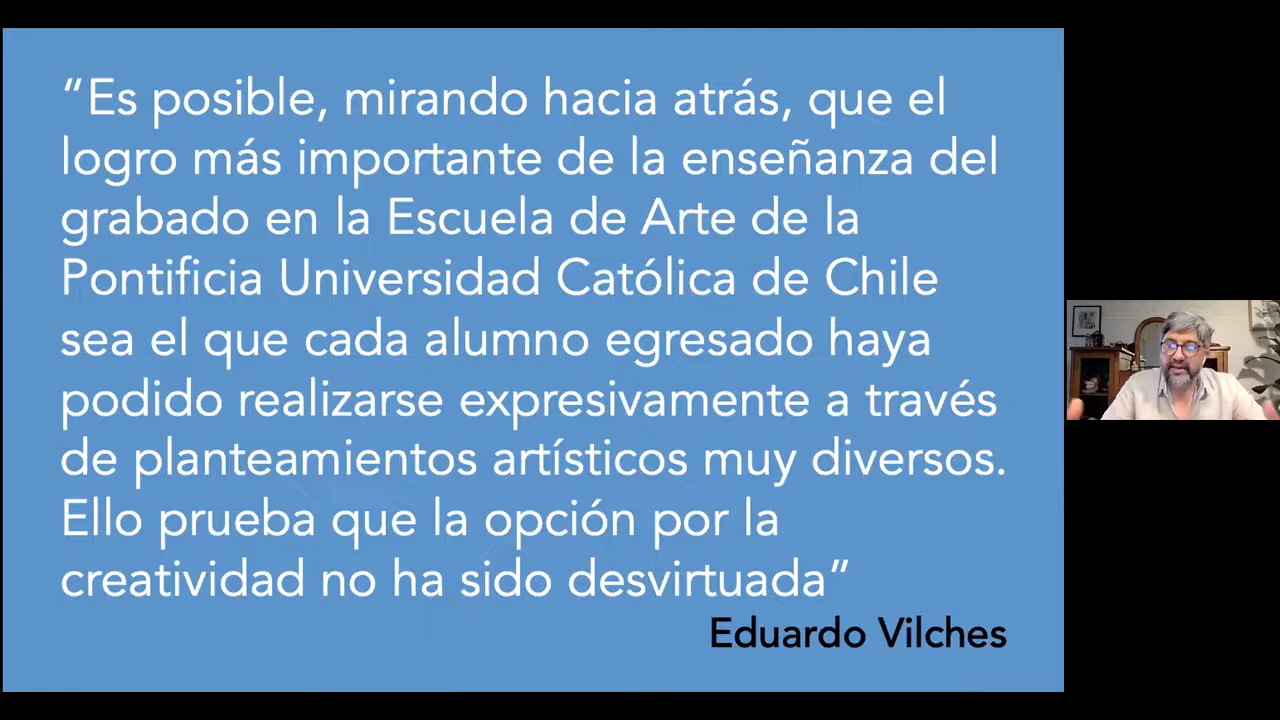 “Es posible, mirando hacia atrás, que el
logro más importante de la enseñanza del
grabado en la Escuela de Arte de la
Pontificia Universidad Católica de Chile
sea el que cada alumno egresado haya
podido realizarse expresivamente a través
de planteamientos artísticos muy diversos.
Ello prueba que la opción por la
creatividad no ha sido desvirtuada”
Eduardo Vilches